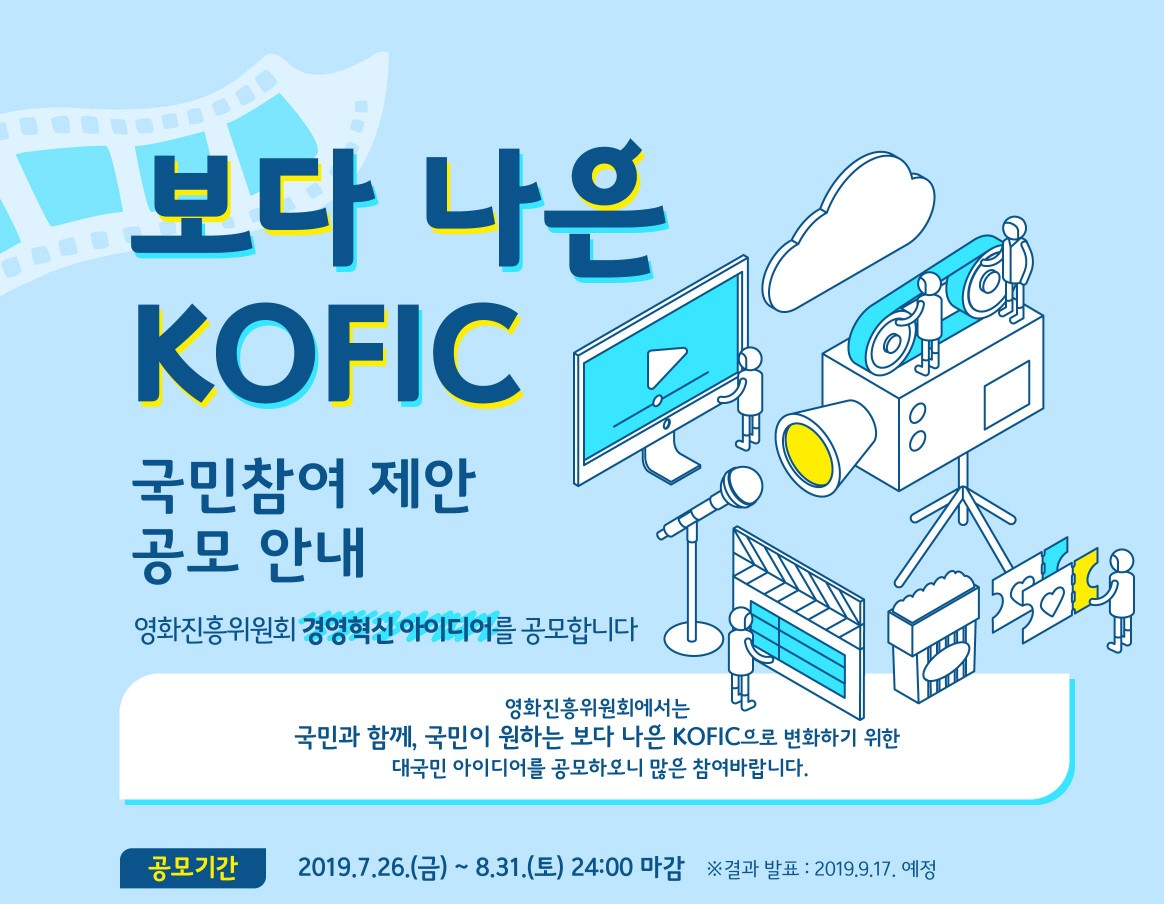 보다 나은
KOFIC
국민참여 제안
공모 안내
영화진흥위원회 경영혁신 아이디어를 공모합니다
영화진흥위원회에서는
국민과 함께, 국민이 원하는 보다 나은 KOFIC으로 변화하기 위한
대국민 아이디어를 공모하오니 많은 참여바랍니다.
공모기간 2019.7.26.(금) ~ 8.31.(토) 24:00 마감 ※결과 발표 : 2019.9.17. 예정